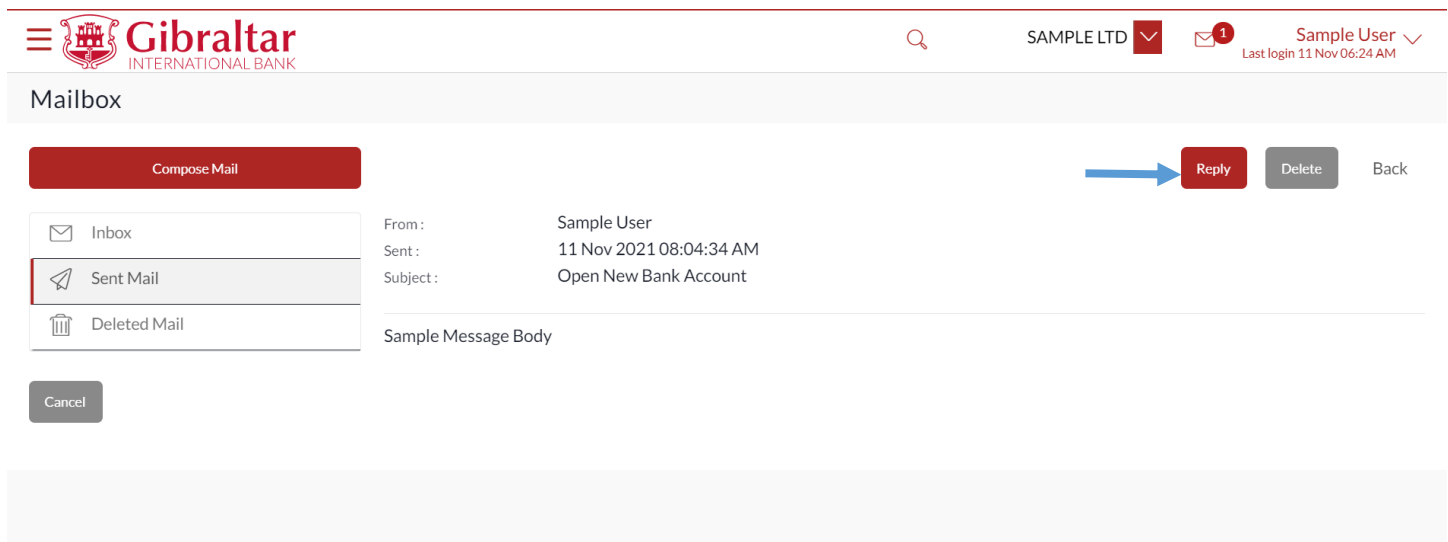 Gibraltar
INTERNATIONAL BANK
SAMPLE LTD
1
Sample User
Last login 11 Nov 06:24 AM
Mailbox
Compose Mail
Reply
Delete
Back
Inbox
Sent Mail
Deleted Mail
Cancel
From : Sample User
Sent : 11 Nov 2021 08:04:34 AM
Subject : Open New Bank Account
Sample Message Body